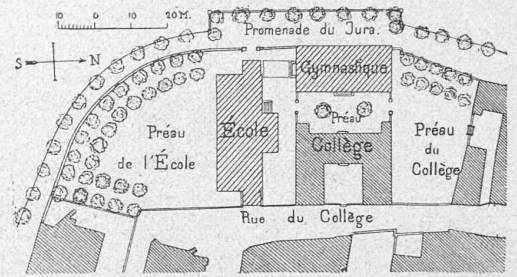 10 0 10 20 M.
Promenade du Jura.
S N
Gymnastique
Préau
École
Préau
de l'École
Collège
Préau
du
Collège
Rue du Collège